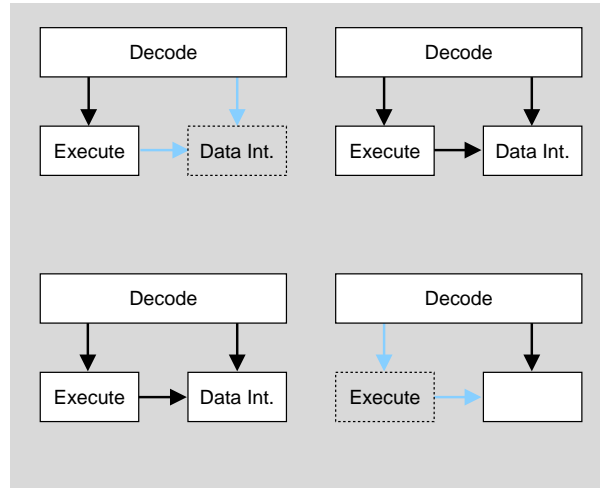 Decode
Decode
Execute
Data Int.
Execute
Data Int.
Decode
Decode
Execute
Data Int.
Execute